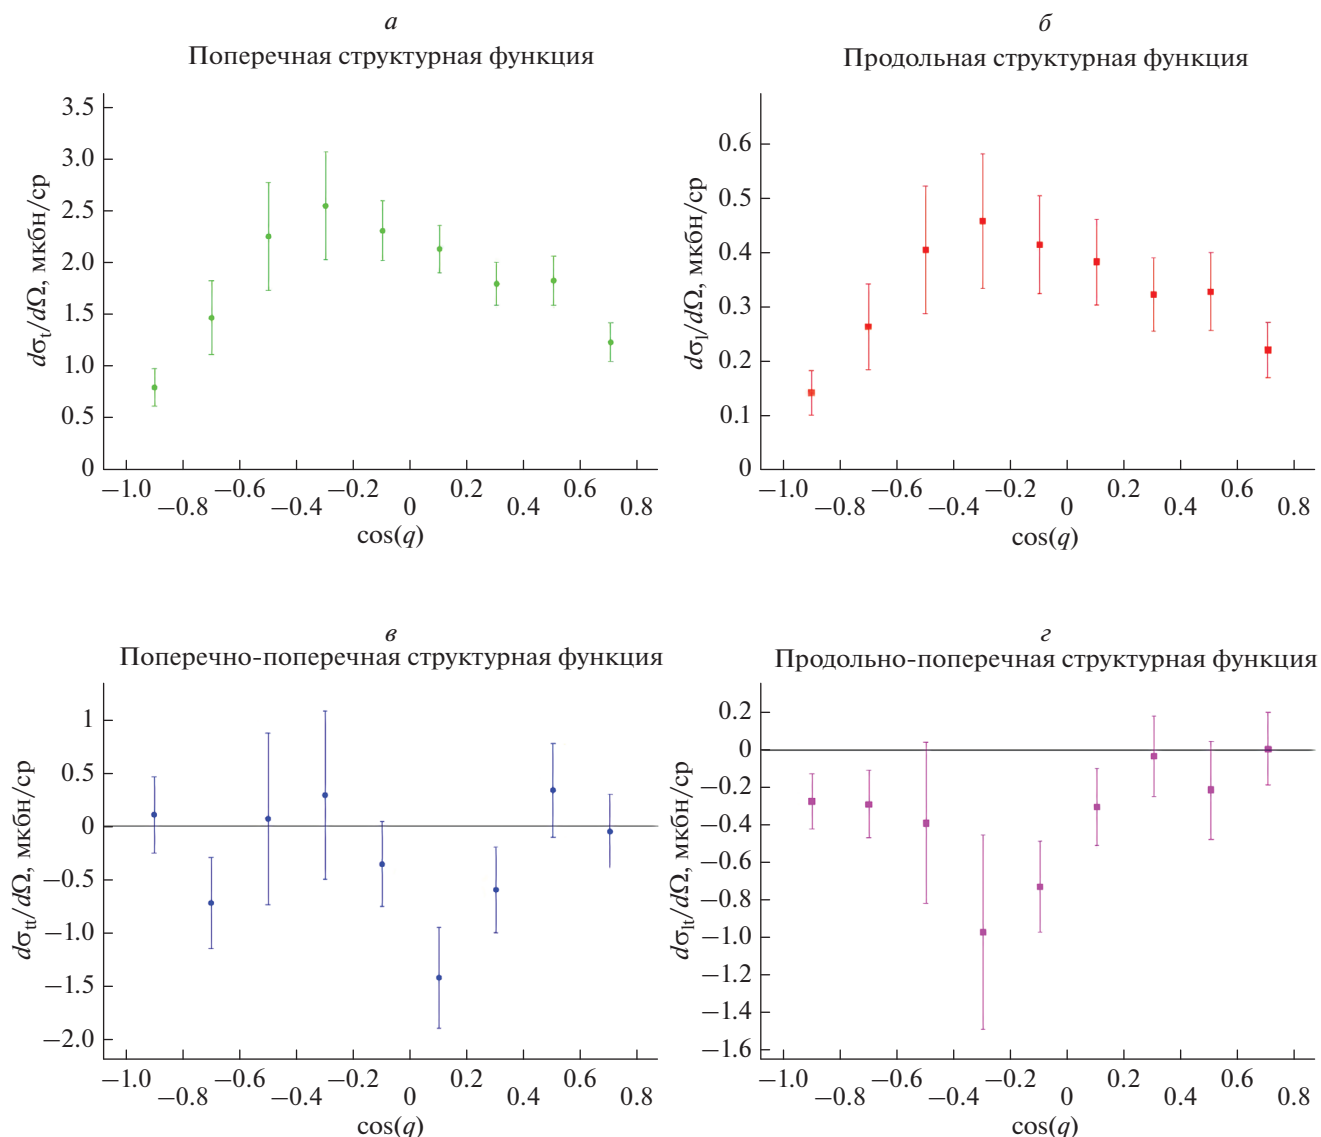 а
Поперечная структурная функция
3.5
3.0
2.5
2.0
1.5
1.0
0.5
0
dσt/dΩ, мкбн/ср
−1.0 −0.6 −0.2 0.2 0.6
−0.8 −0.4 0 0.4 0.8
cos(q)
б
Продольная структурная функция
0.6
0.5
0.4
0.3
0.2
0.1
0
dσl/dΩ, мкбн/ср
−1.0 −0.6 −0.2 0.2 0.6
−0.8 −0.4 0 0.4 0.8
cos(q)
в
Поперечно-поперечная структурная функция
1
0.5
0
−0.5
−1.0
−1.5
−2.0
dσtt/dΩ, мкбн/ср
−1.0 −0.6 −0.2 0.2 0.6
−0.8 −0.4 0 0.4 0.8
cos(q)
г
Продольно-поперечная структурная функция
0.2
0
−0.2
−0.4
−0.6
−0.8
−1.0
−1.2
−1.4
−1.6
dσlt/dΩ, мкбн/ср
−1.0 −0.6 −0.2 0.2 0.6
−0.8 −0.4 0 0.4 0.8
cos(q)